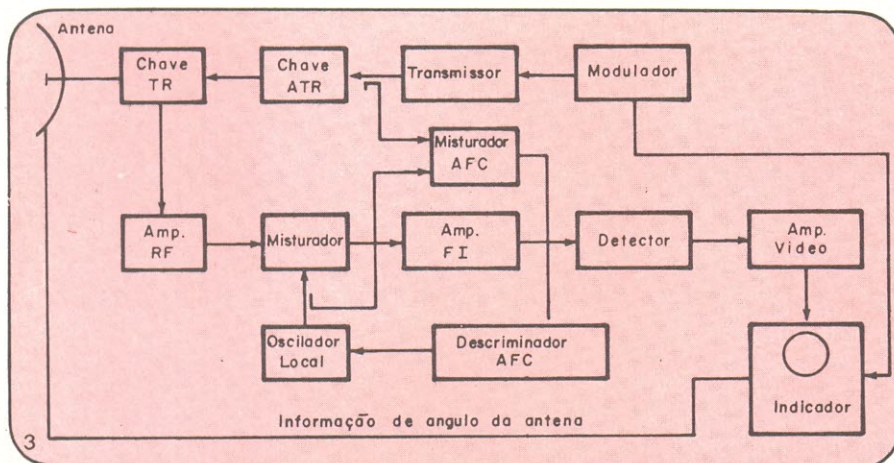 Antena
Chave
TR
Chave
ATR
Transmissor
Modulador
Misturador
AFC
Amp.
RF
Misturador
Amp.
FI
Detector
Amp.
Video
Oscilador
Local
Descriminador
AFC
Indicador
Informação de angulo da antena
3